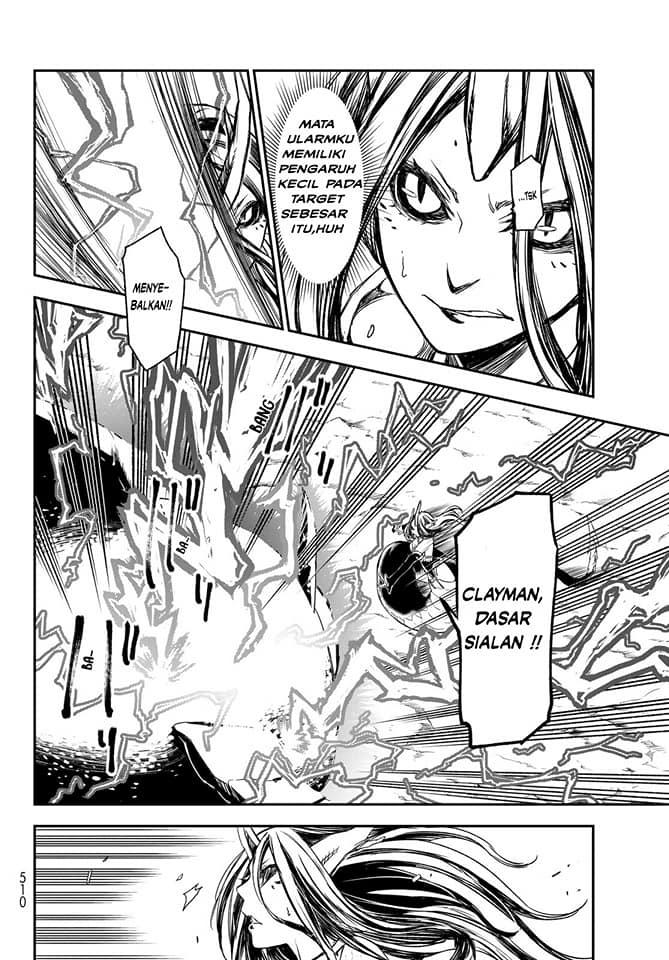 ...TSK
MATA
ULARMKU
MEMILIKI
PENGARUH
KECIL PADA
TARGET
SEBESAR
ITU,HUH
MENYE-
BALKAN!!
BANG
BA-
BA-
CLAYMAN,
DASAR
SIALAN !!
510